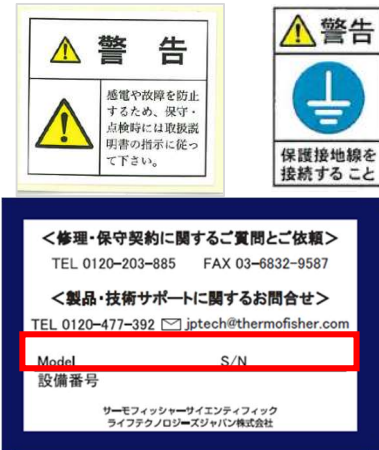 警告
感電や故障を防止
するため、保守・
点検時には取扱説
明書の指示に従っ
て下さい。
警告
保護接地線を
接続すること
<修理・保守契約に関するご質問とご依頼>
TEL 0120-203-885 FAX 03-6832-9587
<製品・技術サポートに関するお問合せ>
TEL 0120-477-392 jptech@thermofisher.com
Model S/N
設備番号
サーモフィッシャーサイエンティフィック
ライフテクノロジーズジャパン株式会社